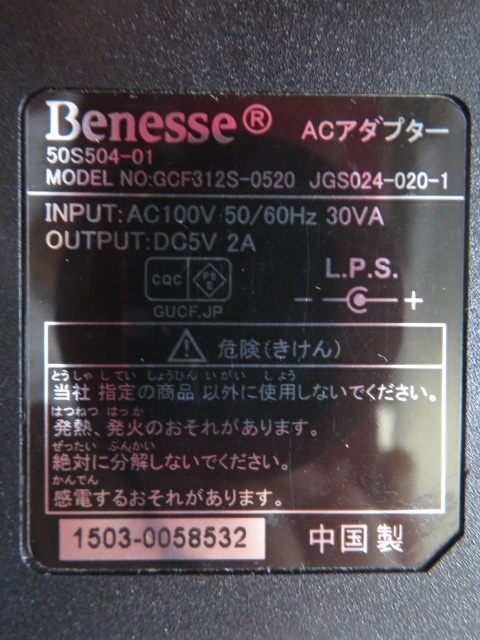 Benesse® ACアダプター
50S504-01
MODEL NO:GCF312S-0520 JGS024-020-1
INPUT:AC100V 50/60Hz 30VA
OUTPUT:DC5V 2A
CQC PSE L.P.S.
GUCF.JP - +
危険(きけん)
とうしゃ してい しょうひん いがい しよう
当社 指定の商品 以外に使用しないでください。
はつねつ はっか
発熱、発火のおそれがあります。
ぜったい ぶんかい
絶対に分解しないでください。
かんでん
感電するおそれがあります。
1503-0058532 中国製